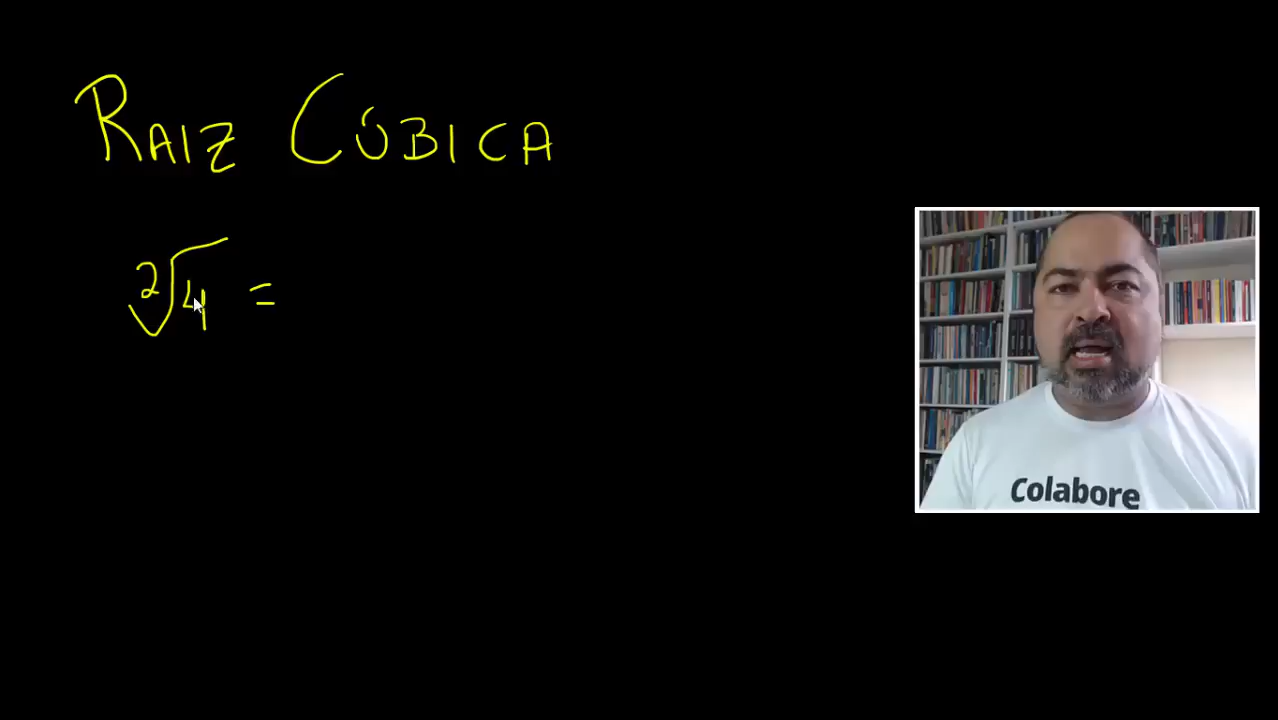 RAIZ CÚBICA
²√4 =
Colabore